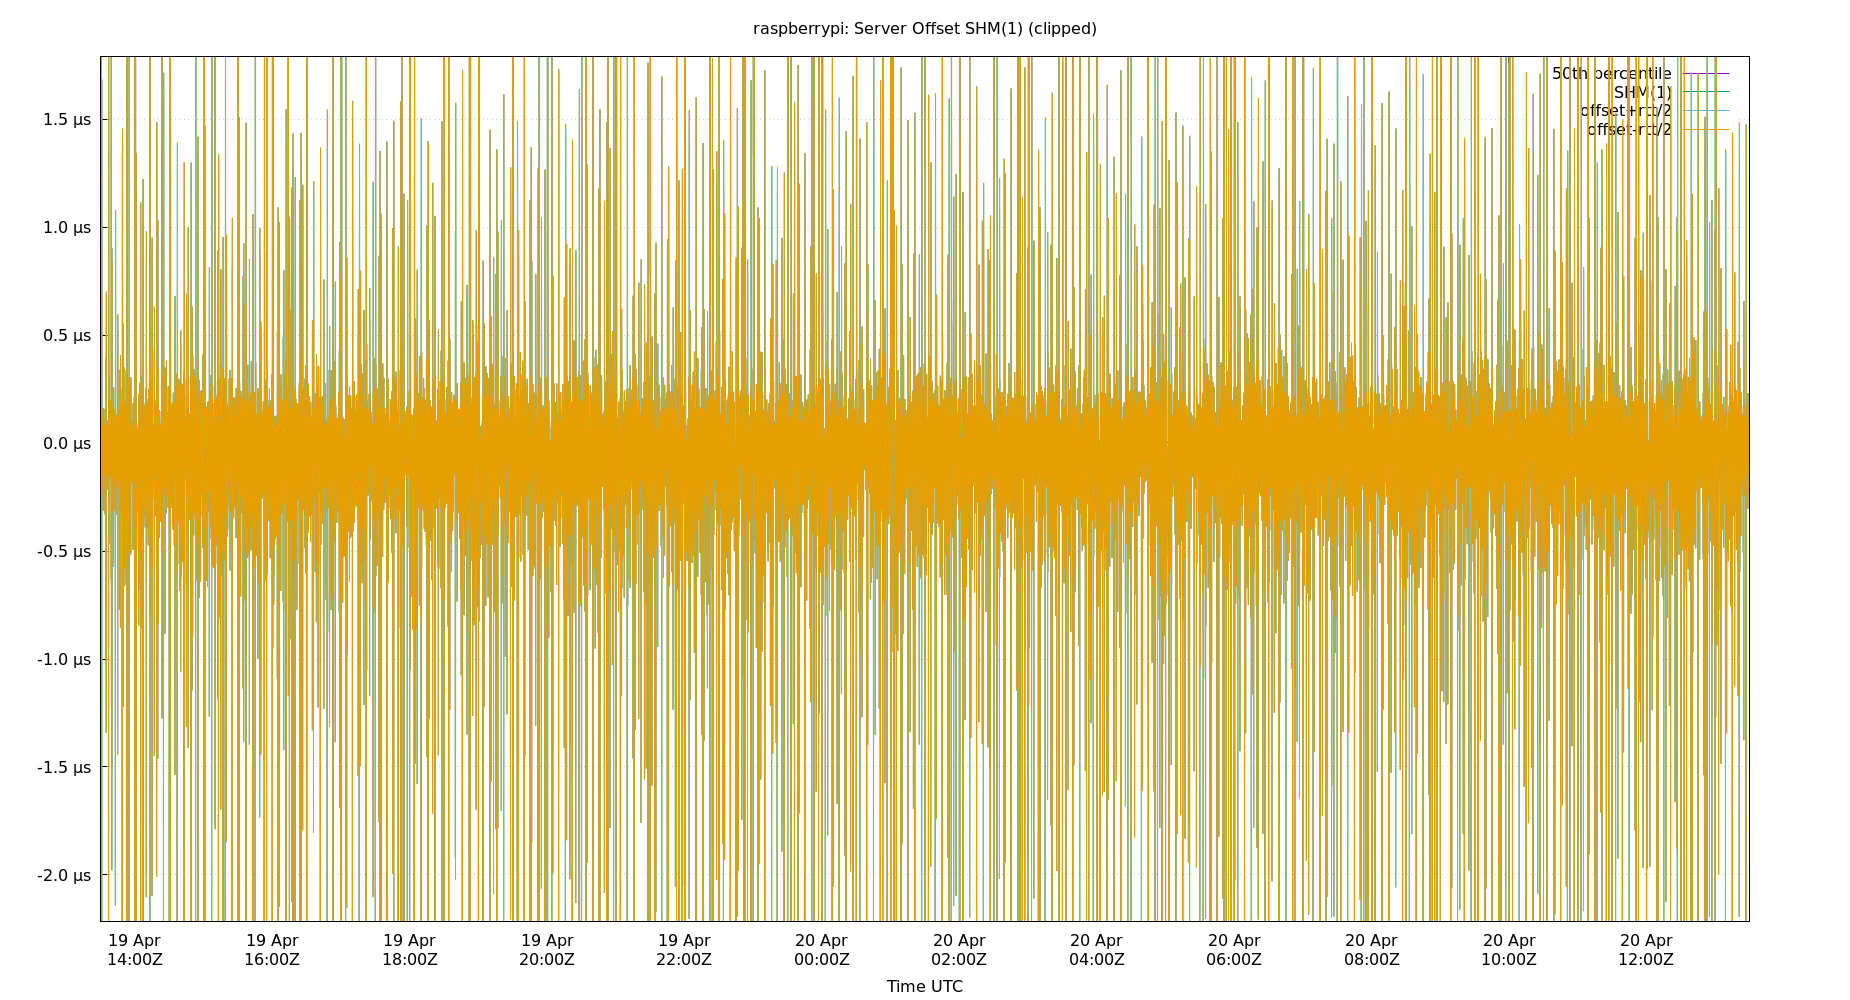 raspberrypi: Server Offset SHM(1) (clipped)
50th percentile
SHM(1)
offset+rtt/2
offset-rtt/2
1.5 µs
1.0 µs
0.5 µs
0.0 µs
-0.5 µs
-1.0 µs
-1.5 µs
-2.0 µs
19 Apr 19 Apr 19 Apr 19 Apr 19 Apr 20 Apr 20 Apr 20 Apr 20 Apr 20 Apr 20 Apr 20 Apr
14:00Z 16:00Z 18:00Z 20:00Z 22:00Z 00:00Z 02:00Z 04:00Z 06:00Z 08:00Z 10:00Z 12:00Z
Time UTC